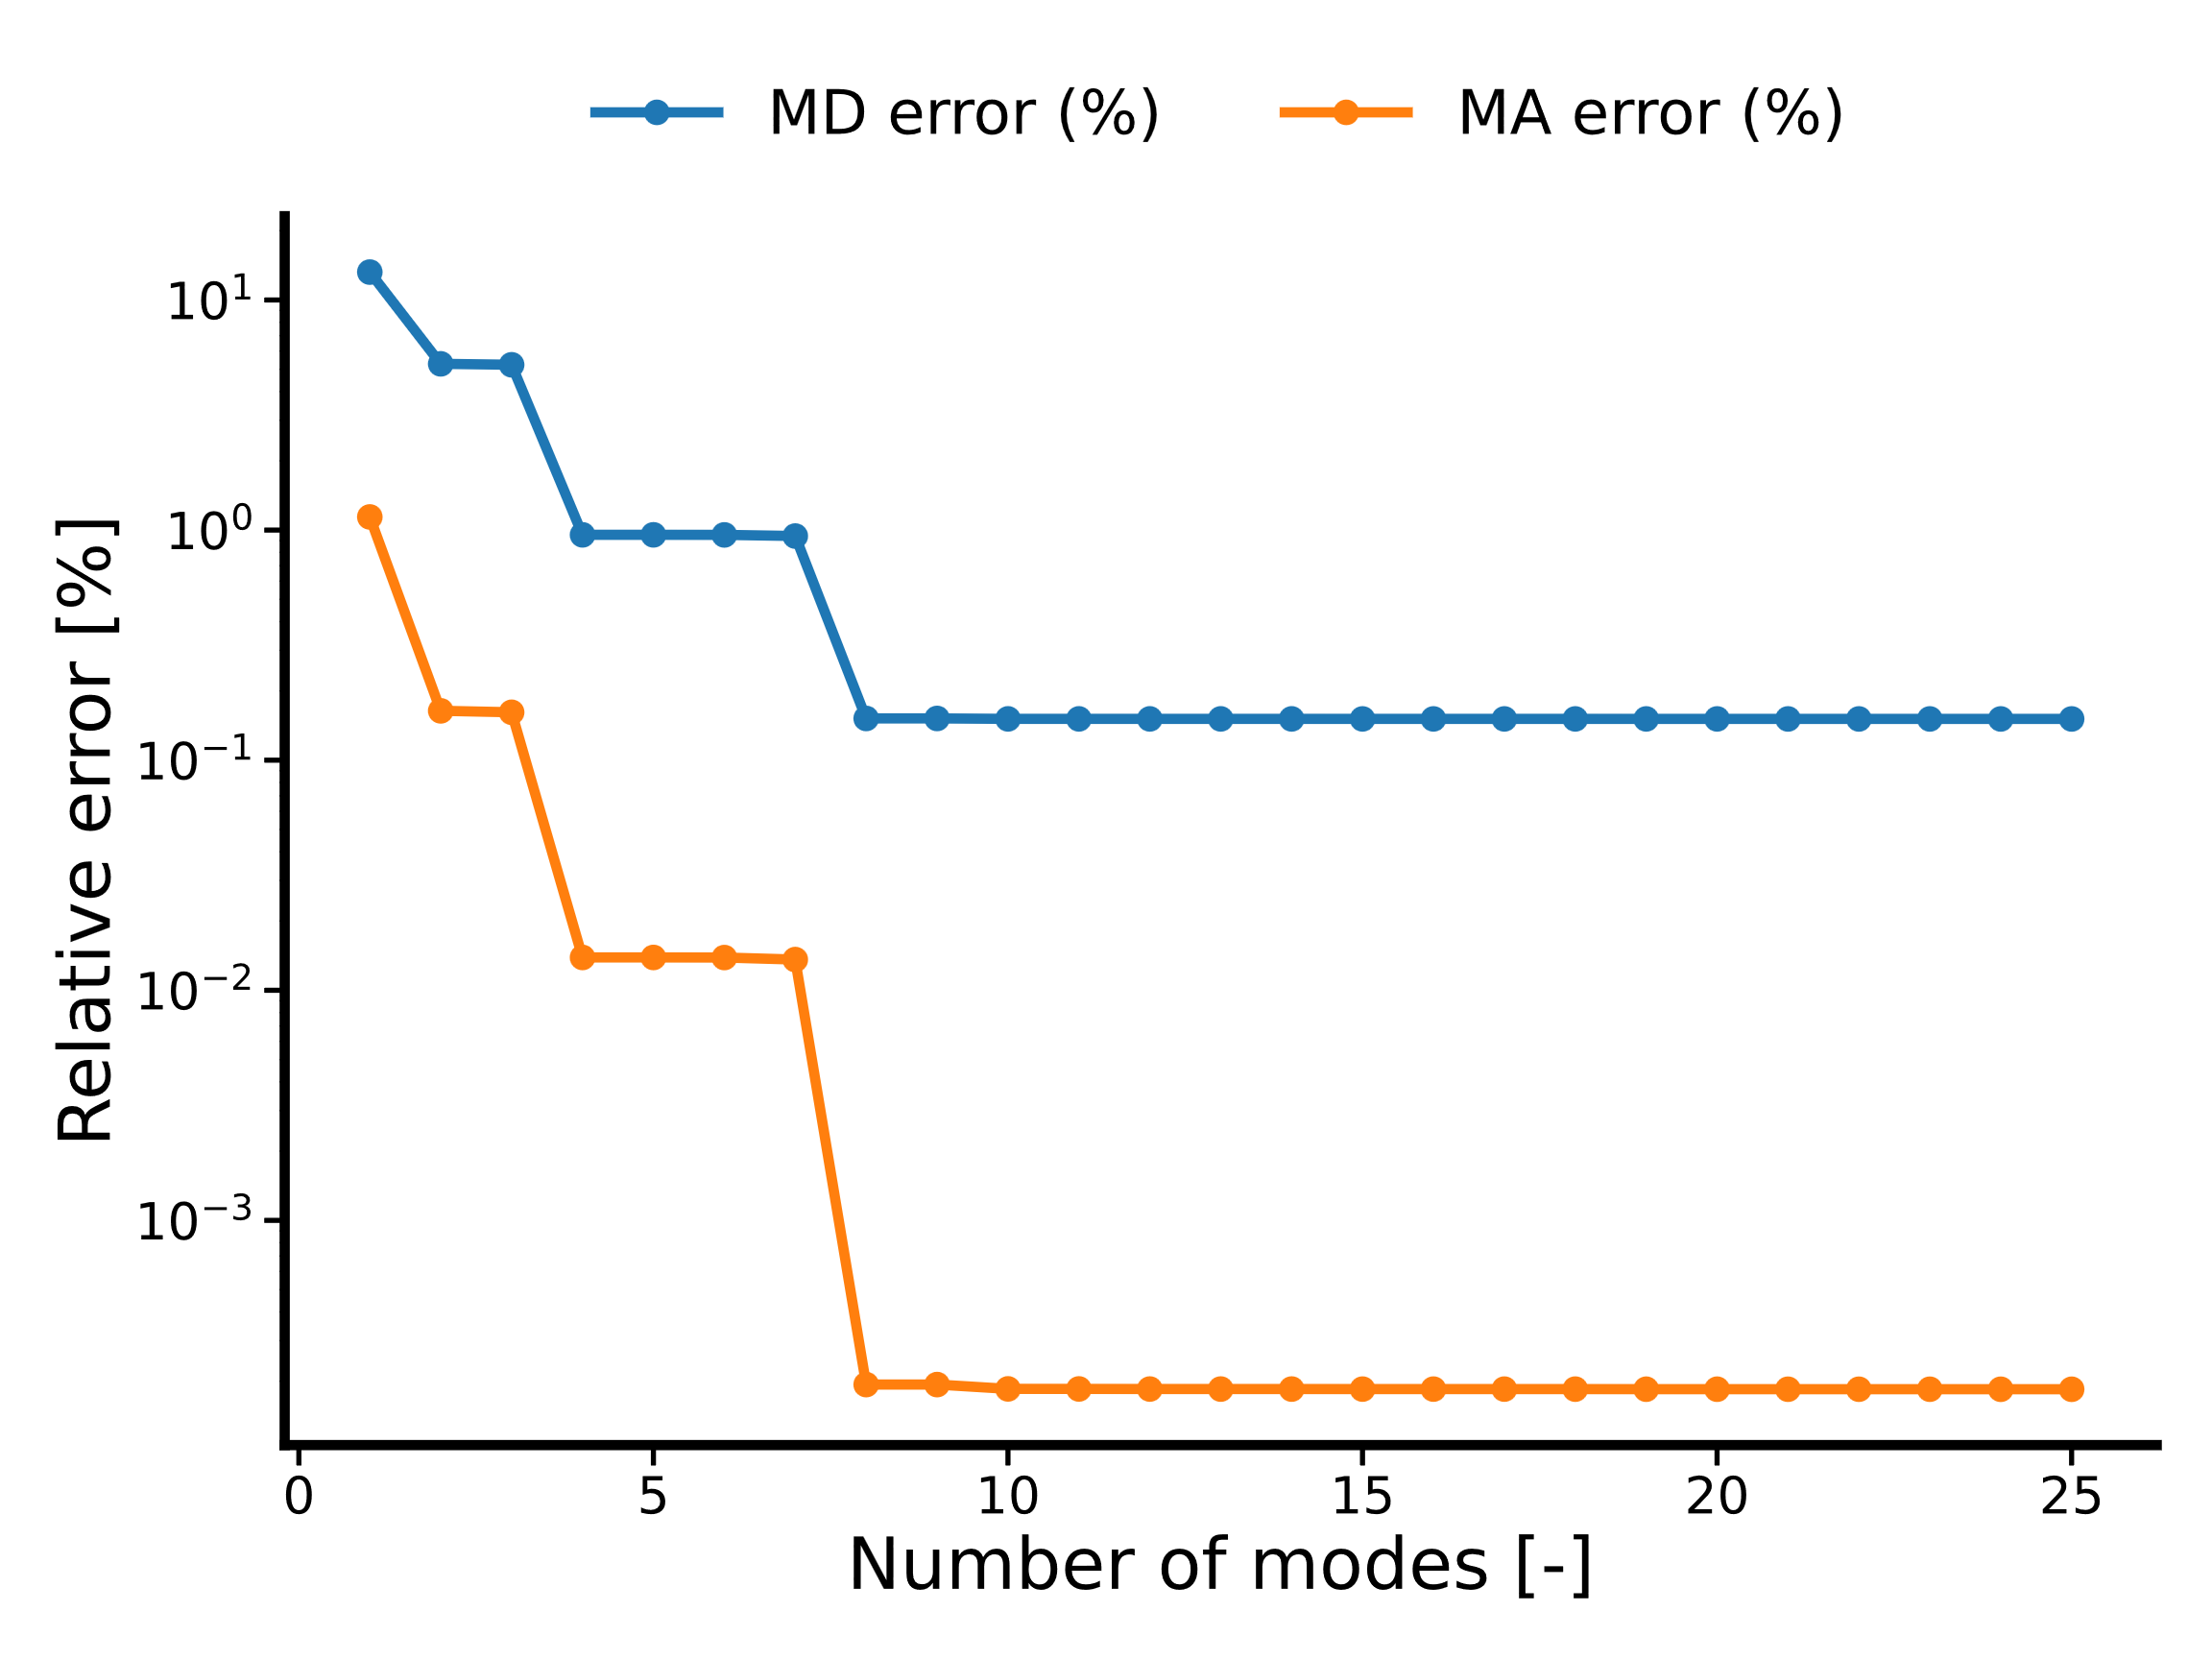 MD error (%) MA error (%)
Relative error [%]
10¹
10⁰
10⁻¹
10⁻²
10⁻³
0 5 10 15 20 25
Number of modes [-]